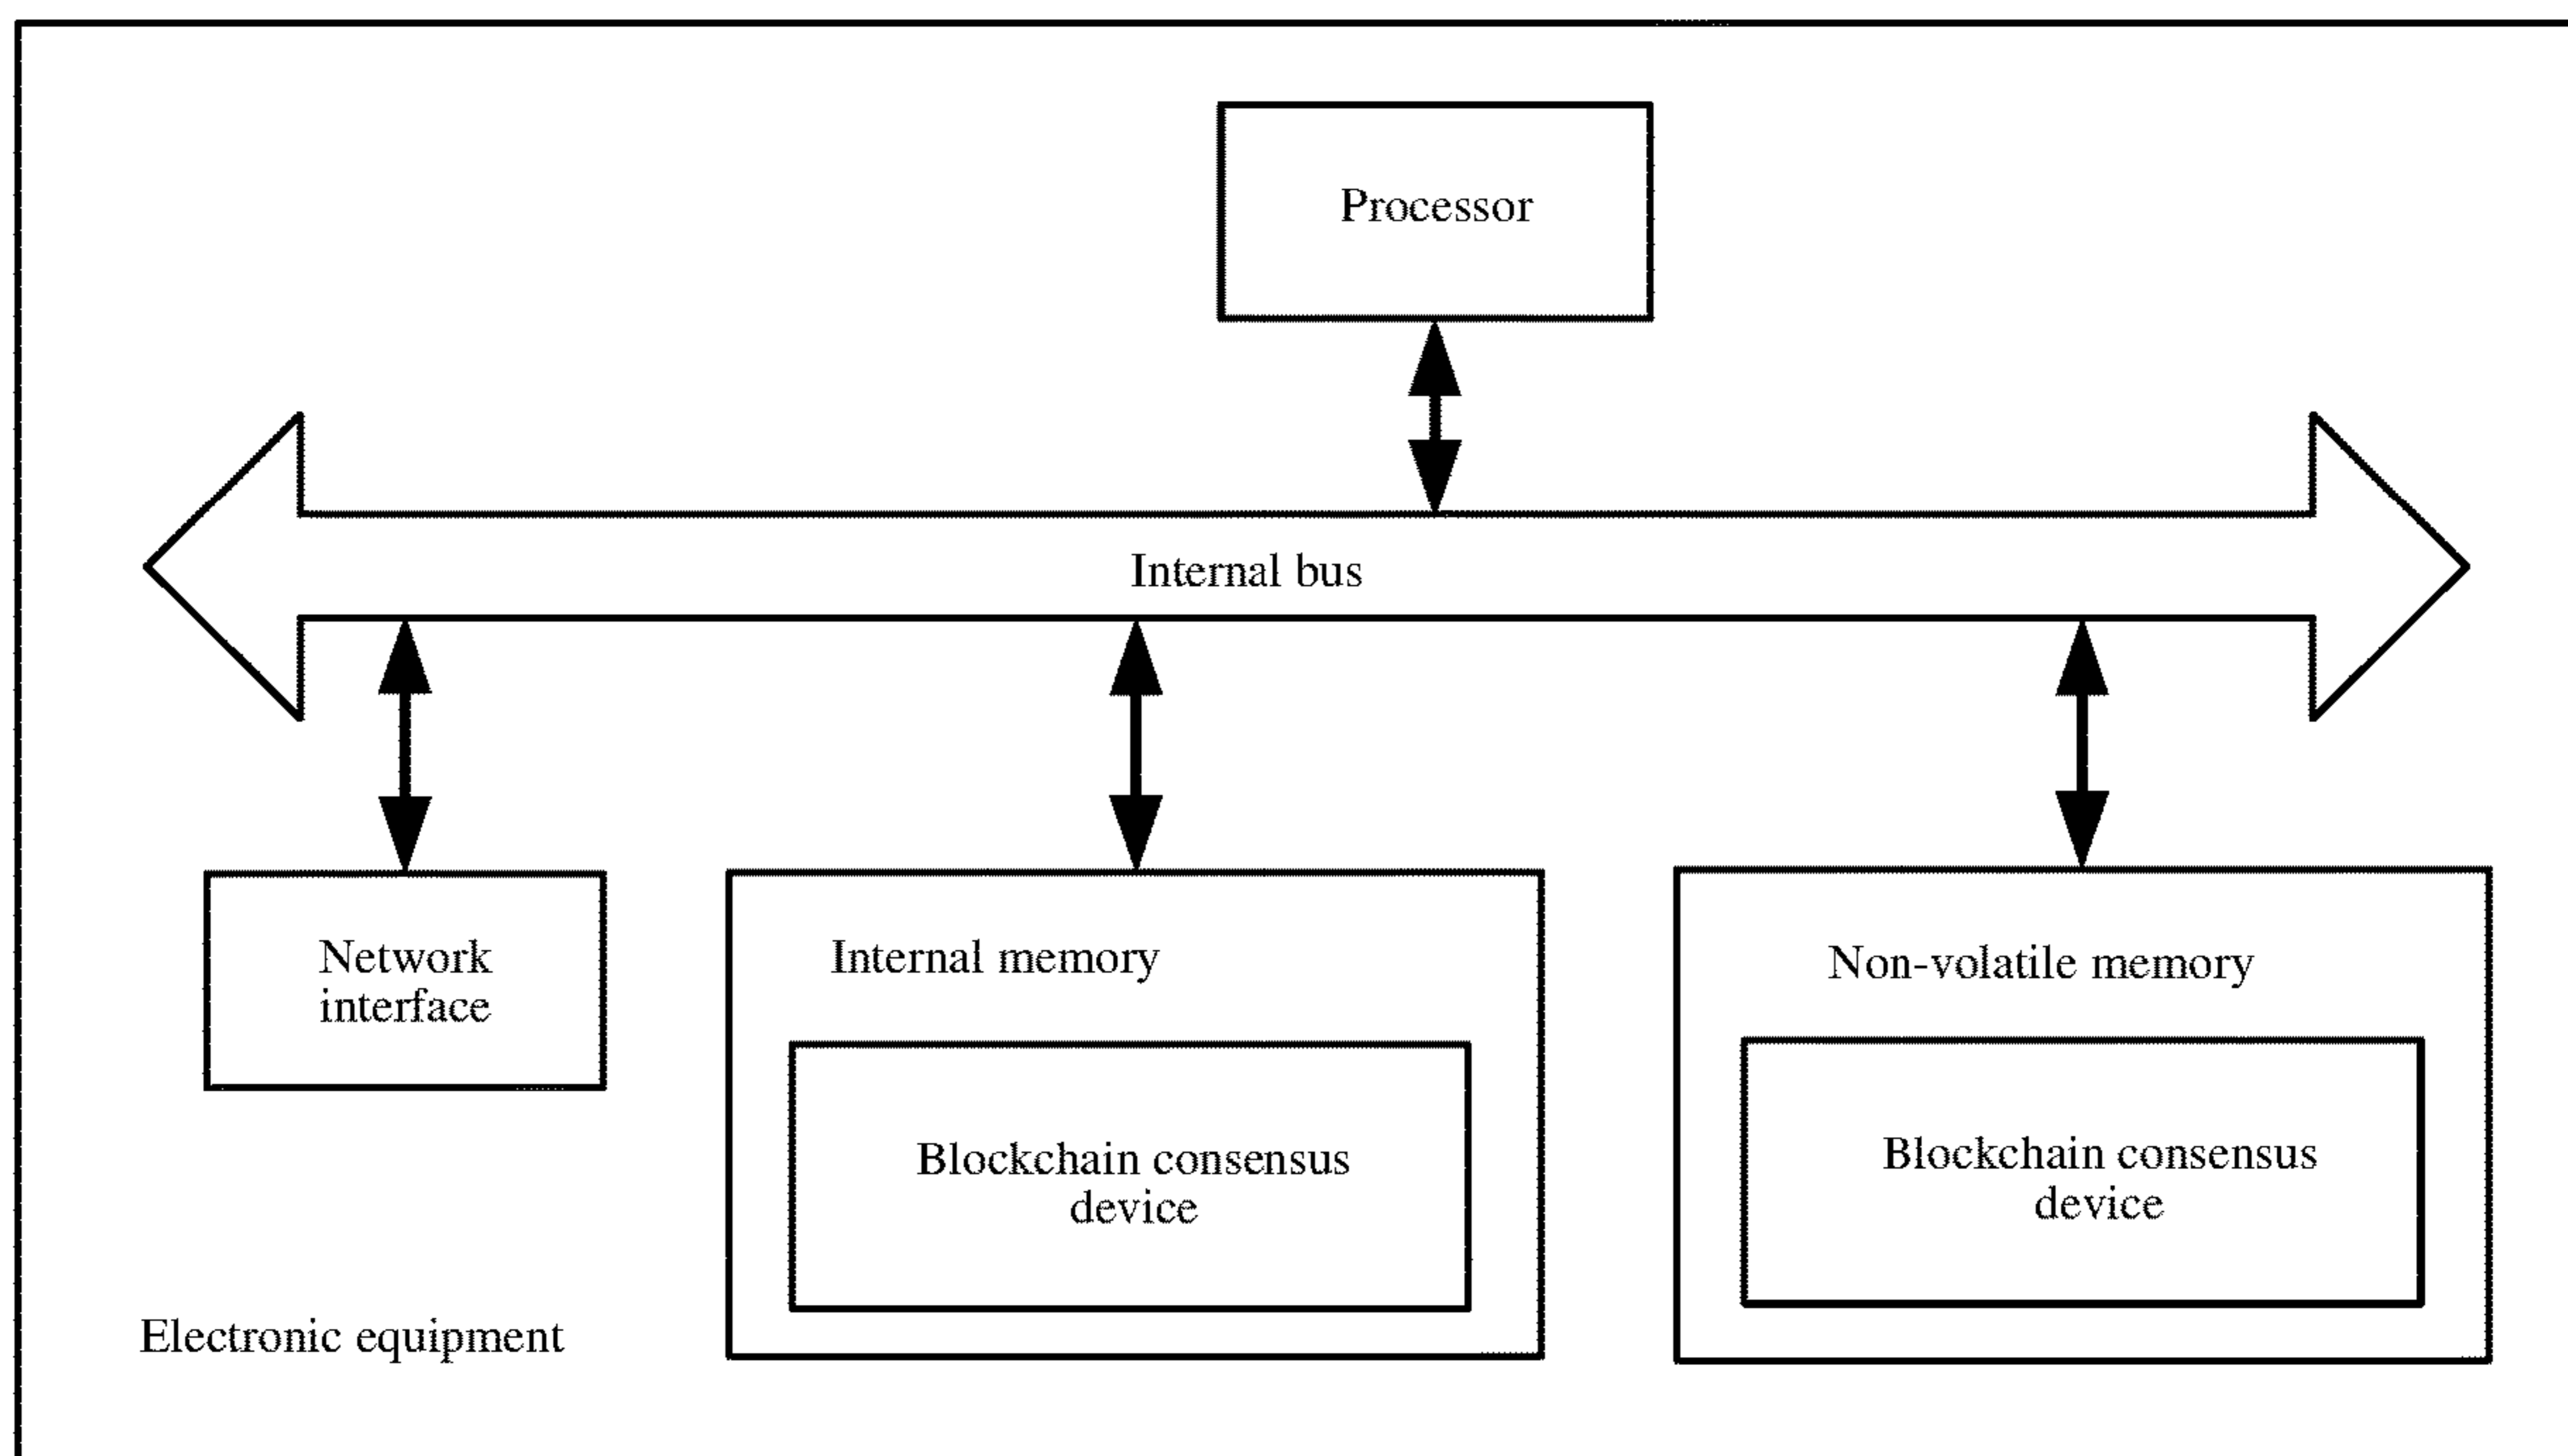 Processor
Internal bus
Network
interface
Internal memory
Blockchain consensus
device
Non-volatile memory
Blockchain consensus
device
Electronic equipment